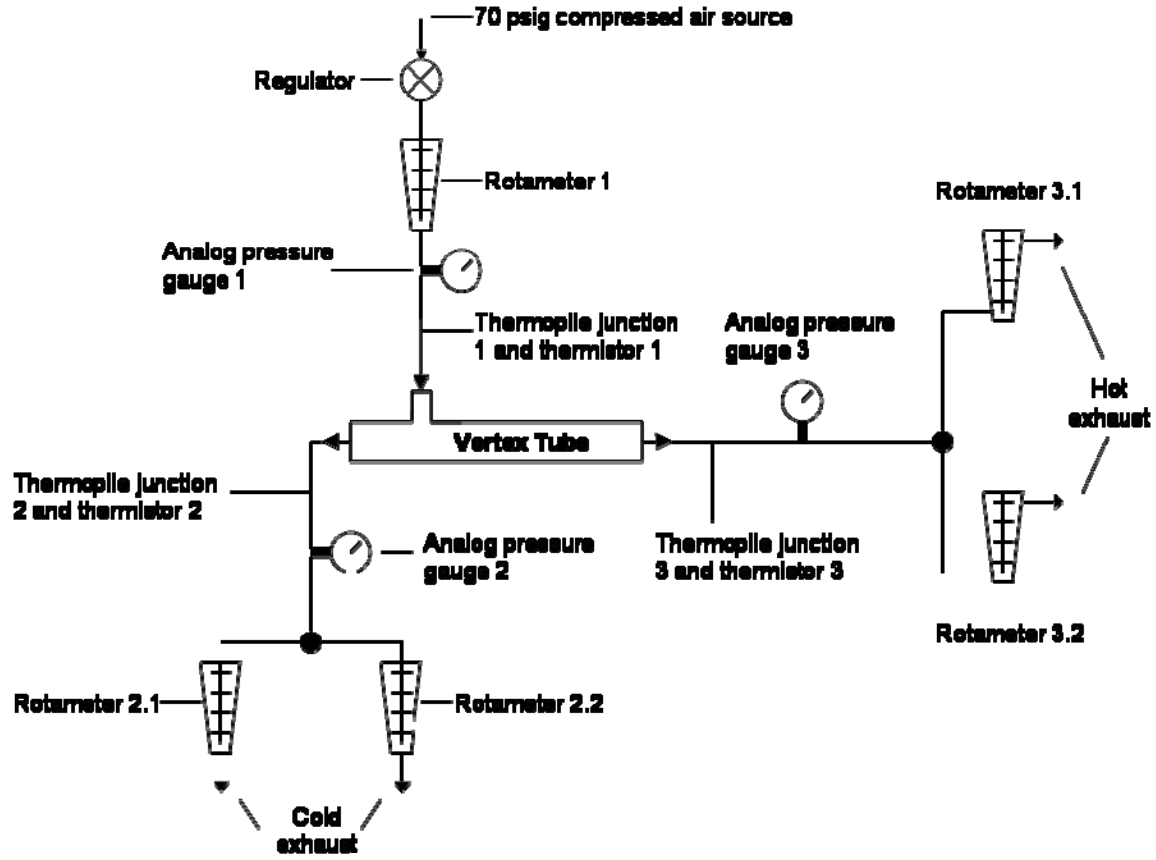 70 psig compressed air source
Regulator
Rotameter 1
Rotameter 3.1
Analog pressure
gauge 1
Thermopile junction
1 and thermistor 1
Analog pressure
gauge 3
Hot
exhaust
Vortex Tube
Thermopile junction
2 and thermistor 2
Analog pressure
gauge 2
Thermopile junction
3 and thermistor 3
Rotameter 3.2
Rotameter 2.1
Rotameter 2.2
Cold
exhaust